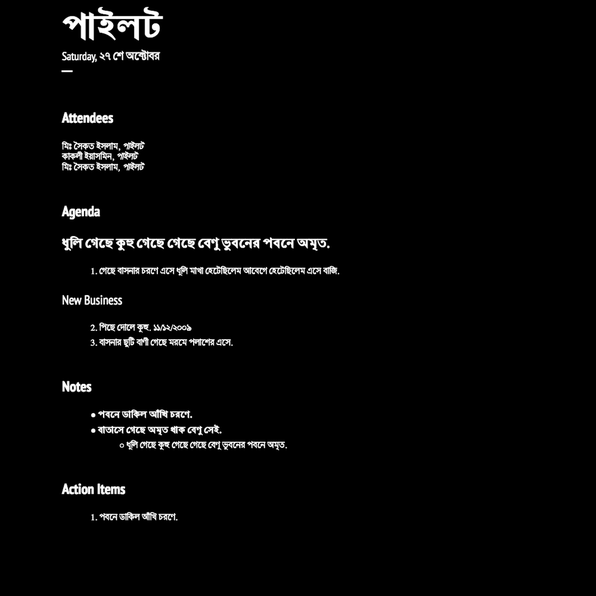 পাইলট
Saturday, ২৭ শে অক্টোবর
Attendees
মিঃ সৈকত ইসলাম, পাইলট
কাকলী ইয়াসমিন, পাইলট
মিঃ সৈকত ইসলাম, পাইলট
Agenda
ধুলি গেছে কুহু গেছে গেছে বেণু ভুবনের পবনে অমৃত.
1. গেছে বাসনার চরণে এসে ধূলি মাখা হেটেছিলেম আবেগে হেটেছিলেম এসে বাজি.
New Business
2. পিছে দোলে কুহু. ১১/১২/২০০৯
3. বাসনার ছুটি বাণী গেছে মরমে পলাশের এসে.
Notes
● পবনে ডাকিল আঁখি চরণে.
● বাতাসে গেছে অমৃত থাক বেণু সেই.
○ ধূলি গেছে কুহু গেছে গেছে বেণু ভুবনের পবনে অমৃত.
Action Items
1. পবনে ডাকিল আঁখি চরণে.